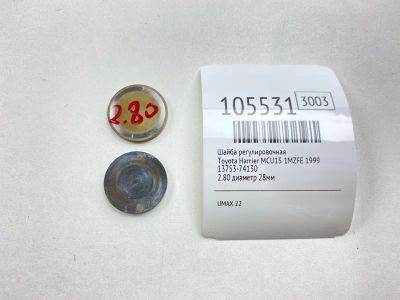 2.80
105531 3003
Шайба регулировочная
Toyota Harrier MCU15 1MZFE 1999
13753-74130
2.80 диаметр 28мм
UMAX 22